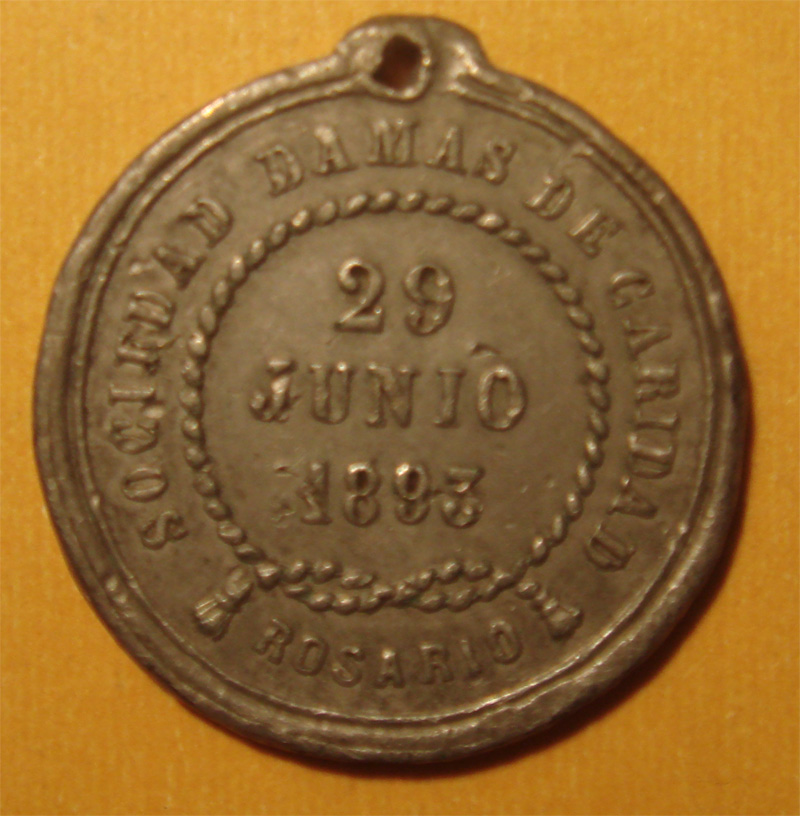 SOCIEDAD DAMAS DE CARIDAD
29
JUNIO
1893
ROSARIO